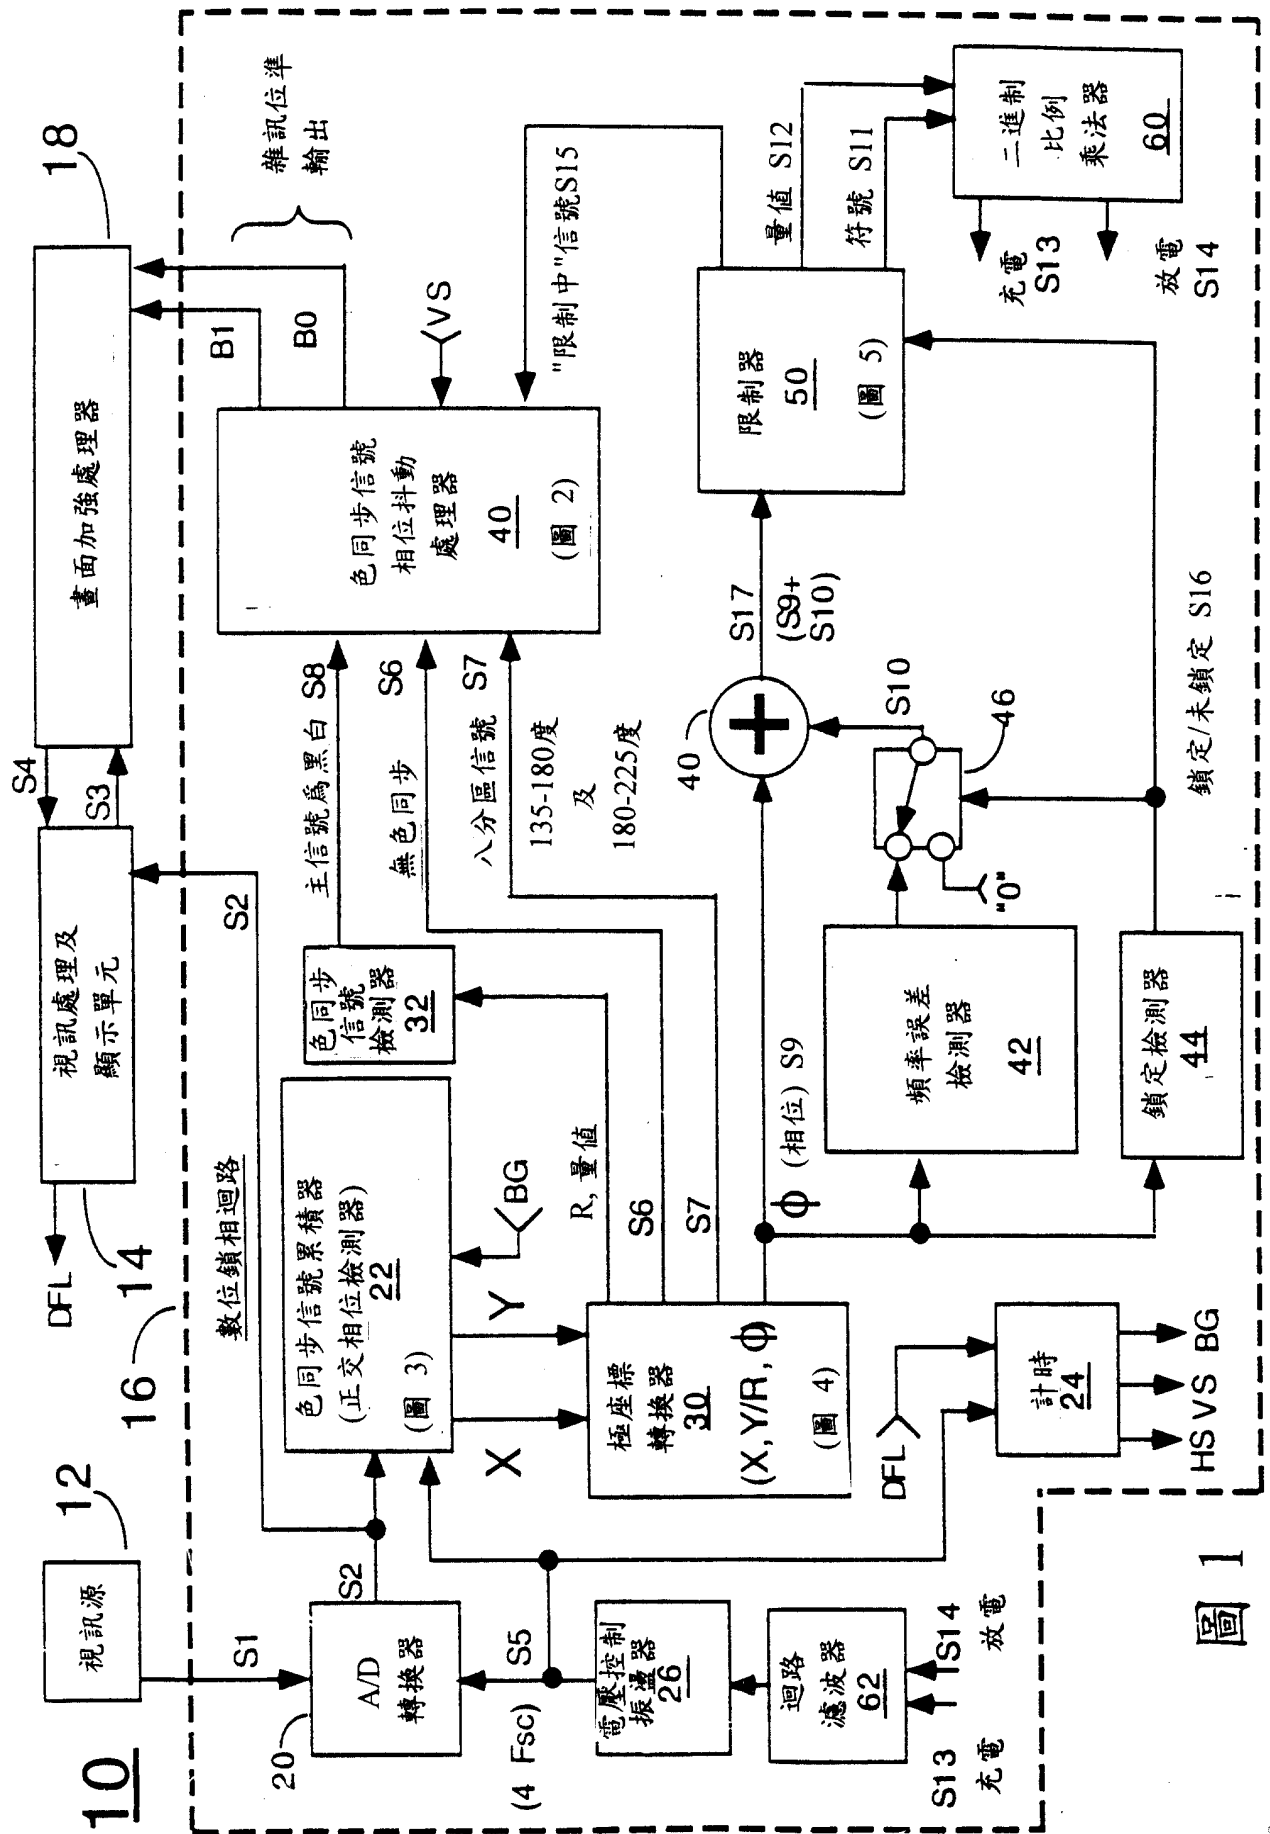 10
視訊源
12
S1
DFL
14
視訊處理及
顯示單元
S4
S3
畫面加強處理器
18
16
數位鎖相迴路
S2
20
A/D
轉換器
S2
S5
(4 Fsc)
色同步信號累積器
(正交相位檢測器)
22
(圖 3)
BG
X
Y
色同步
信號
檢測器
32
主信號爲黑白 S8
無色同步
S6
八分區信號 S7
135-180度
及
180-225度
色同步信號
相位抖動
處理器
40
(圖 2)
B1
B0
雜訊位準
輸出
VS
"限制中"信號S15
電壓控制
振盪器
26
迴路
濾波器
62
S13
充電
S14
放電
極座標
轉換器
30
(X,Y/R,ϕ)
(圖 4)
R,量值
S6
S7
ϕ
(相位) S9
40
S17
(S9+
S10)
S10
46
"0"
限制器
50
(圖 5)
量值 S12
符號 S11
二進制
比例
乘法器
60
充電
S13
放電
S14
頻率誤差
檢測器
42
鎖定檢測器
44
鎖定/未鎖定 S16
DFL
計時
24
HS
VS
BG
圖 1